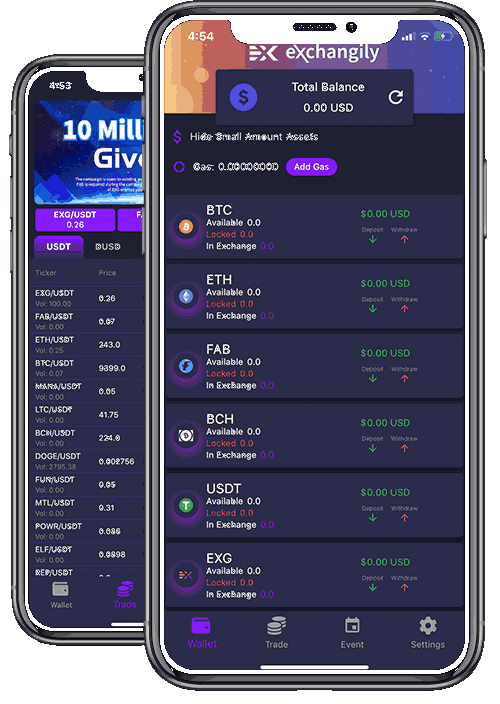 4:53
10 Mill
Give
EXG/USDT
0.26
USDT
DUSD
Ticker
Price
EXG/USDT
0.26
Vol: 100.00
FAB/USDT
0.07
Vol: 0.00
ETH/USDT
243.0
Vol: 0.25
BTC/USDT
9399.0
Vol: 0.07
MANA/USDT
0.05
Vol: 0.00
LTC/USDT
41.75
Vol: 0.00
BCH/USDT
224.0
Vol: 0.00
DOGE/USDT
0.002756
Vol: 2795.38
FUN/USDT
0.05
Vol: 0.00
MTL/USDT
0.31
Vol: 0.00
POWR/USDT
0.086
Vol: 0.00
ELF/USDT
0.0898
Vol: 0.00
REP/USDT
Wallet
Trade
4:54
exchangily
Total Balance
0.00 USD
Hide Small Amount Assets
Gas: 0.00000000
Add Gas
BTC
Available 0.0
Locked 0.0
In Exchange 0.0
$0.00 USD
Deposit
Withdraw
ETH
Available 0.0
Locked 0.0
In Exchange 0.0
$0.00 USD
Deposit
Withdraw
FAB
Available 0.0
Locked 0.0
In Exchange 0.0
$0.00 USD
Deposit
Withdraw
BCH
Available 0.0
Locked 0.0
In Exchange 0.0
$0.00 USD
Deposit
Withdraw
USDT
Available 0.0
Locked 0.0
In Exchange 0.0
$0.00 USD
Deposit
Withdraw
EXG
Available 0.0
Locked 0.0
In Exchange 0.0
$0.00 USD
Deposit
Withdraw
Wallet
Trade
Event
Settings